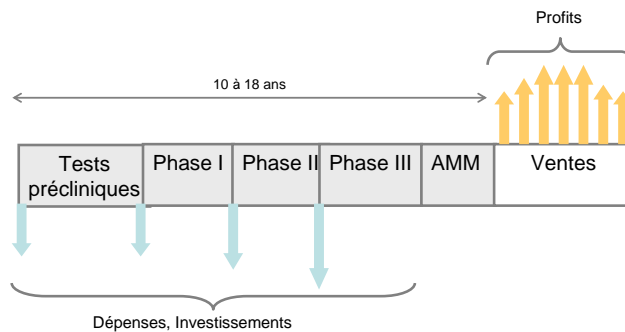 Profits
10 à 18 ans
Tests
précliniques
Phase I
Phase II
Phase III
AMM
Ventes
Dépenses, Investissements